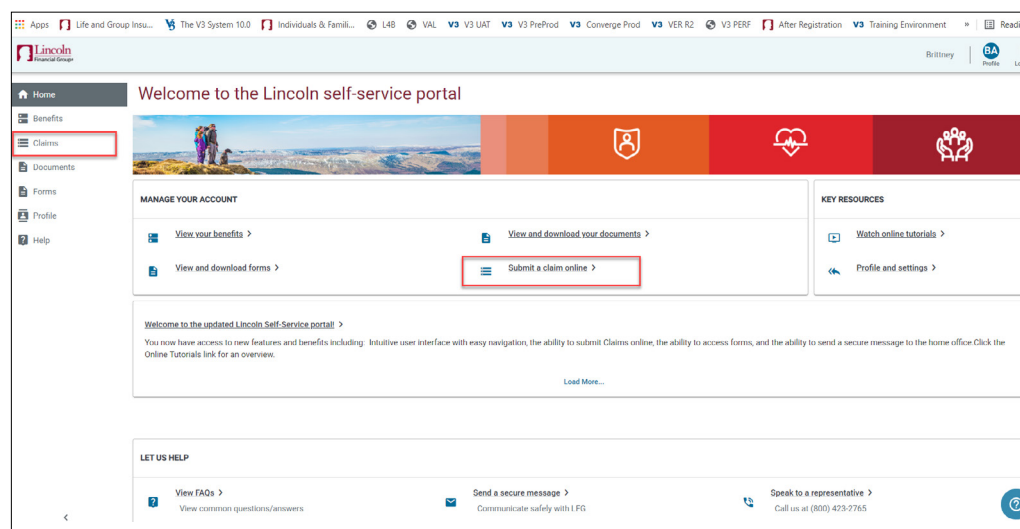 Apps Life and Group Insu... The V3 System 10.0 Individuals & Famili... L4B VAL V3 V3 UAT V3 V3 PreProd V3 Converge Prod V3 VER R2 V3 PERF After Registration V3 Training Environment » Readi
Lincoln
Financial Group®
Brittney
BA
Profile
Lo
Home
Benefits
Claims
Documents
Forms
Profile
Help
Welcome to the Lincoln self-service portal
MANAGE YOUR ACCOUNT
View your benefits >
View and download your documents >
View and download forms >
Submit a claim online >
KEY RESOURCES
Watch online tutorials >
Profile and settings >
Welcome to the updated Lincoln Self-Service portal! >
You now have access to new features and benefits including: Intuitive user interface with easy navigation, the ability to submit Claims online, the ability to access forms, and the ability to send a secure message to the home office.Click the
Online Tutorials link for an overview.
Load More...
LET US HELP
View FAQs >
View common questions/answers
Send a secure message >
Communicate safely with LFG
Speak to a representative >
Call us at (800) 423-2765